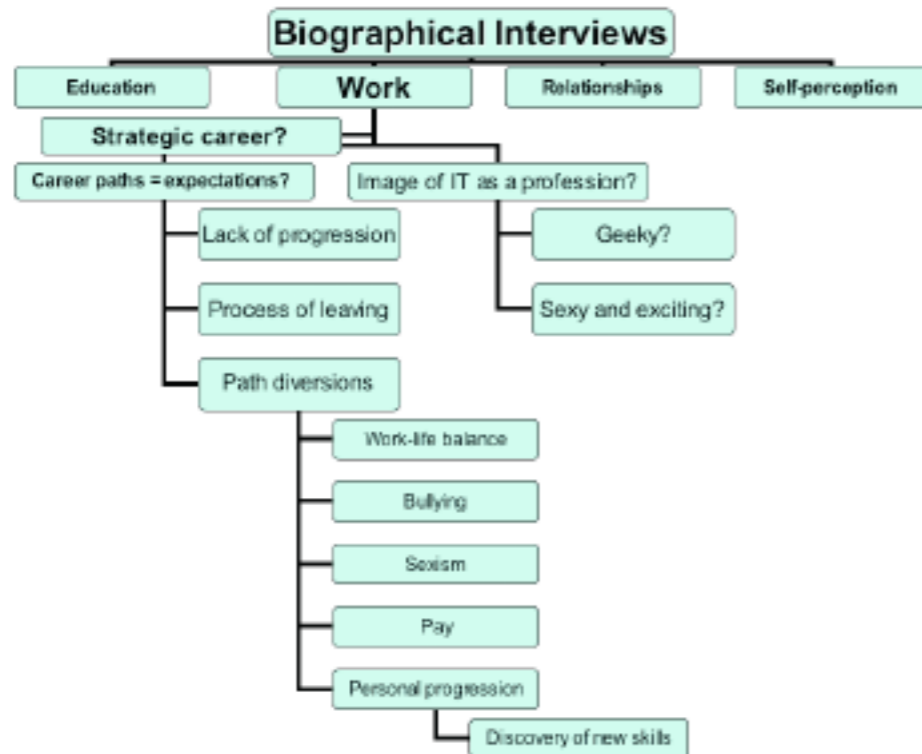 Biographical Interviews
Education
Work
Relationships
Self-perception
Strategic career?
Career paths = expectations?
Image of IT as a profession?
Lack of progression
Geeky?
Process of leaving
Sexy and exciting?
Path diversions
Work-life balance
Bullying
Sexism
Pay
Personal progression
Discovery of new skills